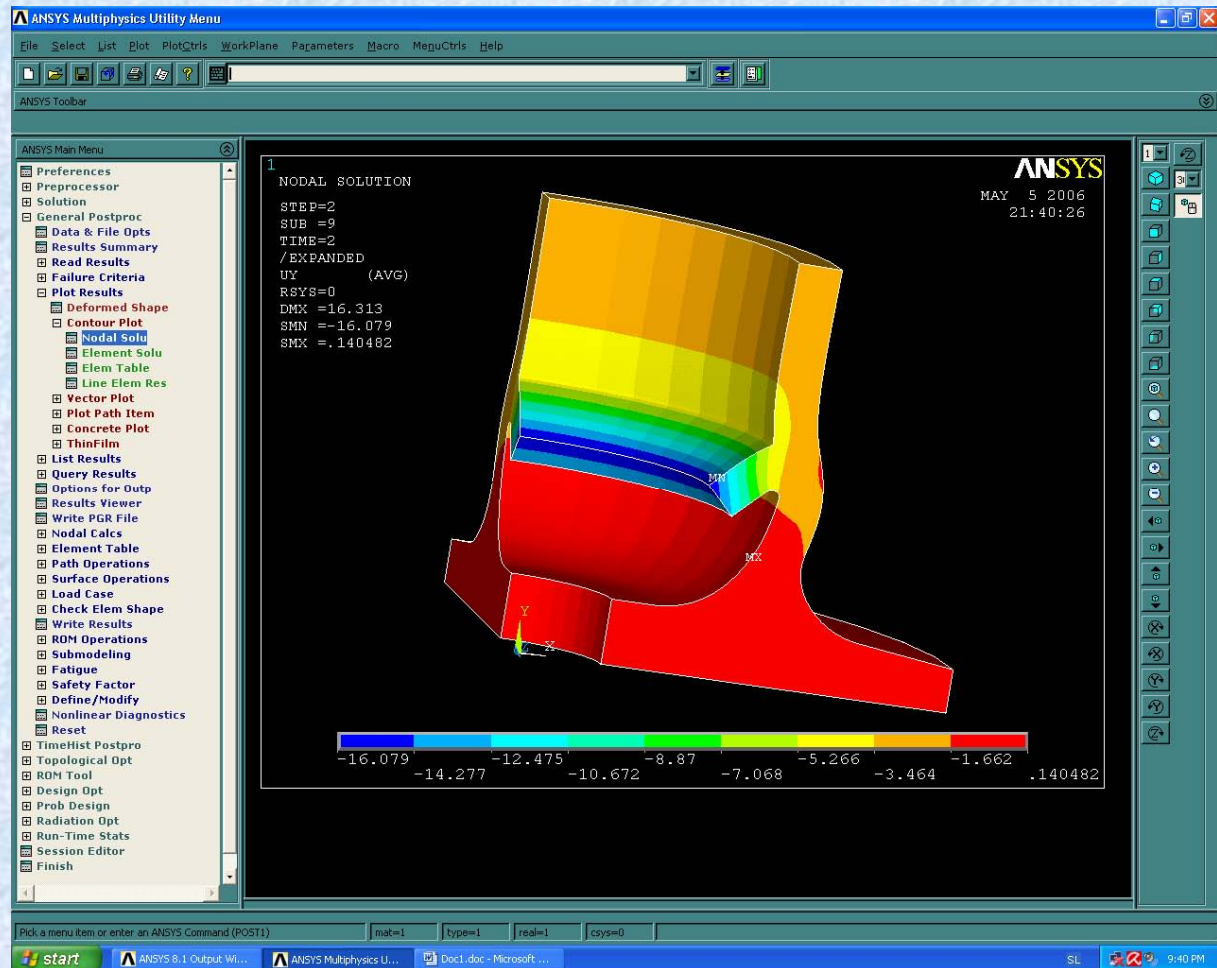 ANSYS Multiphysics Utility Menu
File Select List Plot PlotCtrls WorkPlane Parameters Macro MenuCtrls Help
ANSYS Toolbar
ANSYS Main Menu
Preferences
Preprocessor
Solution
General Postproc
Data & File Opts
Results Summary
Read Results
Failure Criteria
Plot Results
Deformed Shape
Contour Plot
Nodal Solu
Element Solu
Elem Table
Line Elem Res
Vector Plot
Plot Path Item
Concrete Plot
ThinFilm
List Results
Query Results
Options for Outp
Results Viewer
Write PGR File
Nodal Calcs
Element Table
Path Operations
Surface Operations
Load Case
Check Elem Shape
Write Results
ROM Operations
Submodeling
Fatigue
Safety Factor
Define/Modify
Nonlinear Diagnostics
Reset
TimeHist Postpro
Topological Opt
ROM Tool
Design Opt
Prob Design
Radiation Opt
Run-Time Stats
Session Editor
Finish
1
NODAL SOLUTION
STEP=2
SUB =9
TIME=2
/EXPANDED
UY (AVG)
RSYS=0
DMX =16.313
SMN =-16.079
SMX =.140482
ANSYS
MAY 5 2006
21:40:26
MN
MX
Y
X
-16.079 -12.475 -8.87 -5.266 -1.662
-14.277 -10.672 -7.068 -3.464 .140482
1
Pick a menu item or enter an ANSYS Command (POST1) mat=1 type=1 real=1 csys=0
start ANSYS 8.1 Output Wi... ANSYS Multiphysics U... Doc1.doc - Microsoft ... SL 9:40 PM